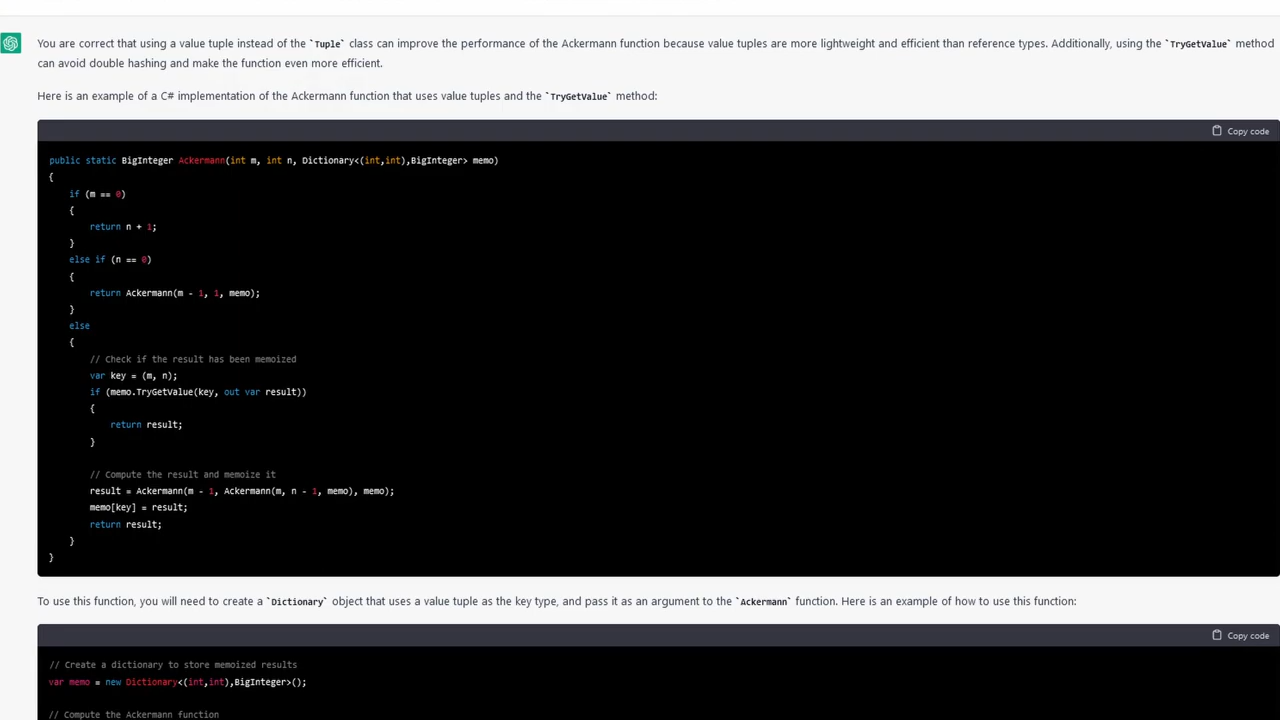 You are correct that using a value tuple instead of the `Tuple` class can improve the performance of the Ackermann function because value tuples are more lightweight and efficient than reference types. Additionally, using the `TryGetValue` method
can avoid double hashing and make the function even more efficient.
Here is an example of a C# implementation of the Ackermann function that uses value tuples and the `TryGetValue` method:
Copy code
public static BigInteger Ackermann(int m, int n, Dictionary<(int,int),BigInteger> memo)
{
    if (m == 0)
    {
        return n + 1;
    }
    else if (n == 0)
    {
        return Ackermann(m - 1, 1, memo);
    }
    else
    {
        // Check if the result has been memoized
        var key = (m, n);
        if (memo.TryGetValue(key, out var result))
        {
            return result;
        }
        // Compute the result and memoize it
        result = Ackermann(m - 1, Ackermann(m, n - 1, memo), memo);
        memo[key] = result;
        return result;
    }
}
To use this function, you will need to create a `Dictionary` object that uses a value tuple as the key type, and pass it as an argument to the `Ackermann` function. Here is an example of how to use this function:
Copy code
// Create a dictionary to store memoized results
var memo = new Dictionary<(int,int),BigInteger>();
// Compute the Ackermann function